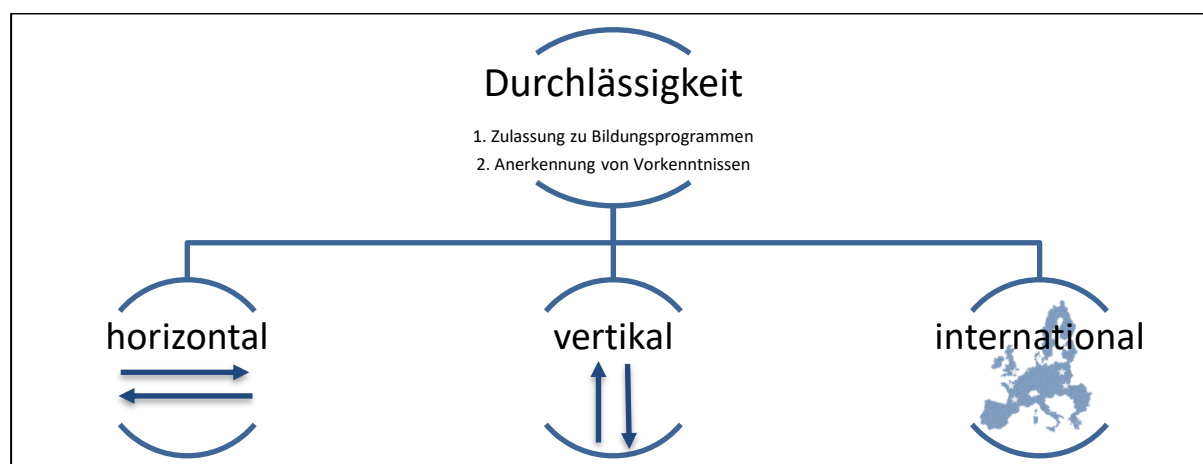 Durchlässigkeit
1. Zulassung zu Bildungsprogrammen
2. Anerkennung von Vorkenntnissen
horizontal
vertikal
international